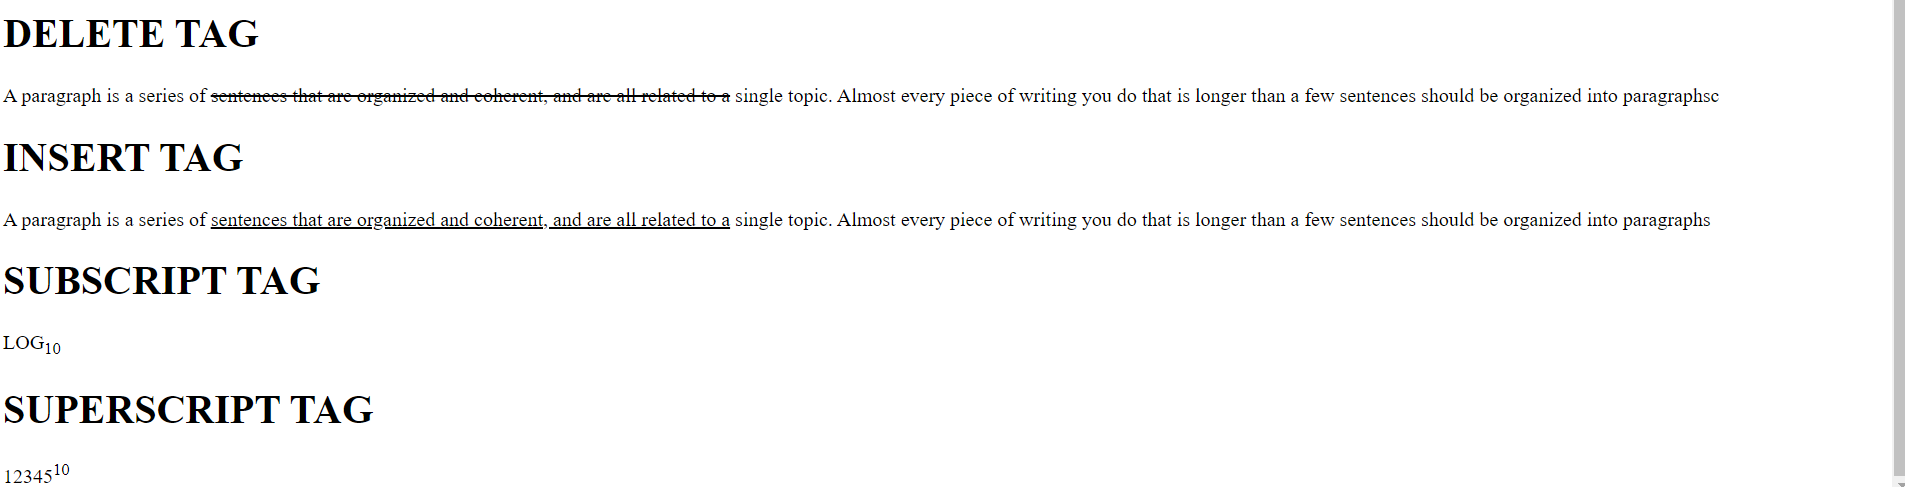 DELETE TAG
A paragraph is a series of sentences that are organized and coherent, and are all related to a single topic. Almost every piece of writing you do that is longer than a few sentences should be organized into paragraphsc
INSERT TAG
A paragraph is a series of sentences that are organized and coherent, and are all related to a single topic. Almost every piece of writing you do that is longer than a few sentences should be organized into paragraphs
SUBSCRIPT TAG
LOG₁₀
SUPERSCRIPT TAG
12345¹⁰